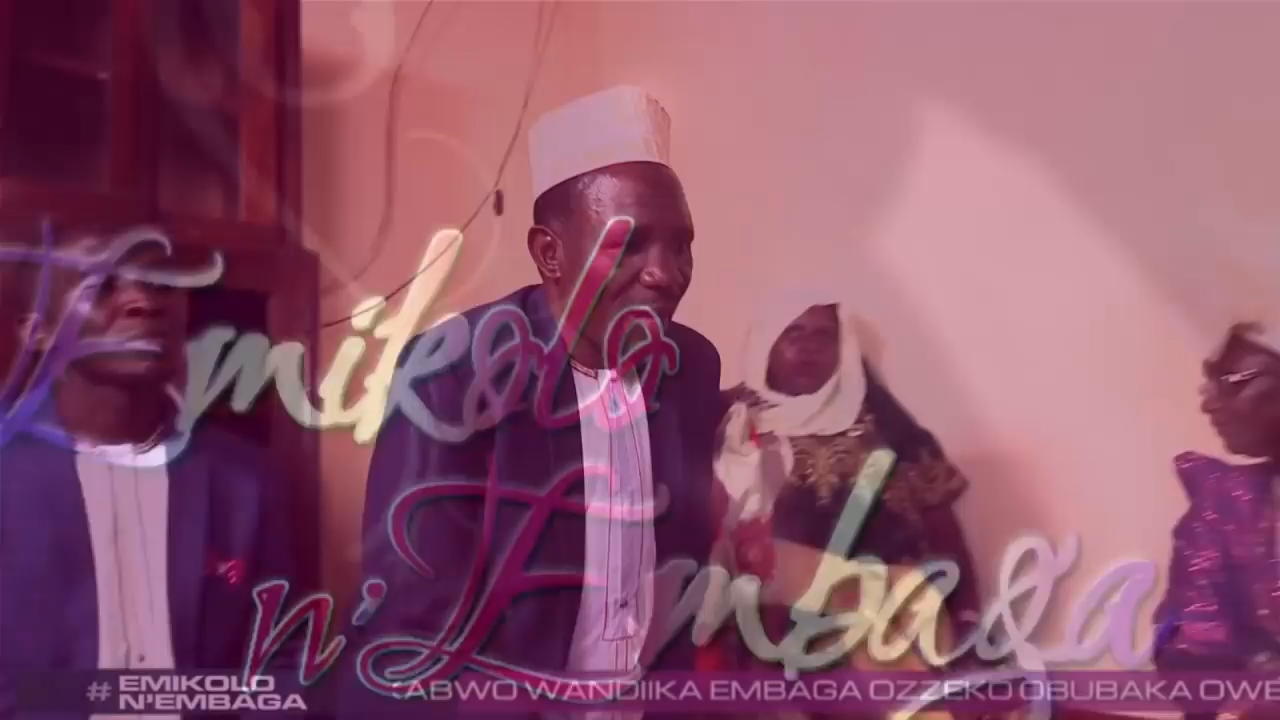 Emikolo
n'Embaga
# EMIKOLO
N'EMBAGA
ABWO WANDIIKA EMBAGA OZZEKO OBUBAKA OWE